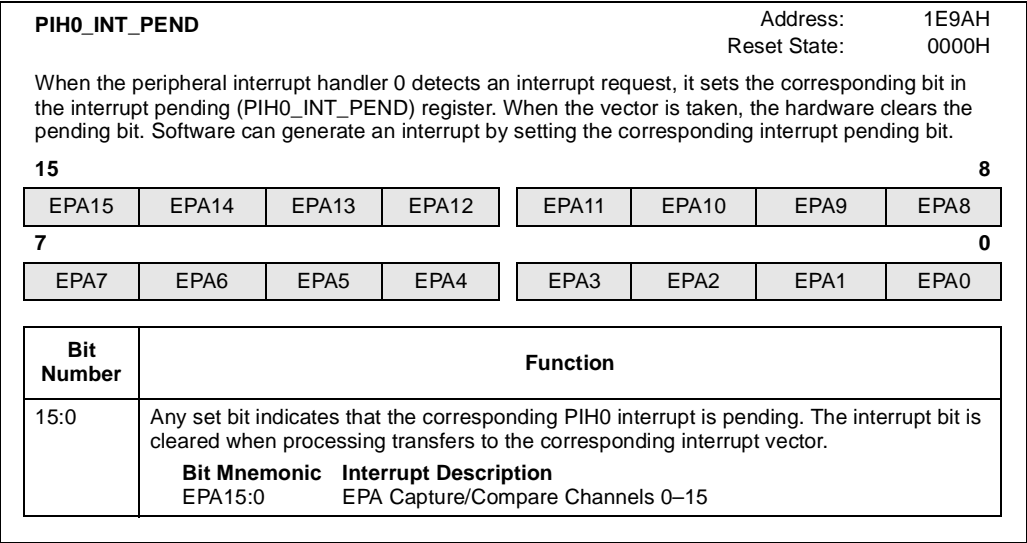 PIH0_INT_PEND Address: 1E9AH
Reset State: 0000H
When the peripheral interrupt handler 0 detects an interrupt request, it sets the corresponding bit in
the interrupt pending (PIH0_INT_PEND) register. When the vector is taken, the hardware clears the
pending bit. Software can generate an interrupt by setting the corresponding interrupt pending bit.
15 8
EPA15 EPA14 EPA13 EPA12 EPA11 EPA10 EPA9 EPA8
7 0
EPA7 EPA6 EPA5 EPA4 EPA3 EPA2 EPA1 EPA0
Bit
Number Function
15:0 Any set bit indicates that the corresponding PIH0 interrupt is pending. The interrupt bit is
cleared when processing transfers to the corresponding interrupt vector.
Bit Mnemonic Interrupt Description
EPA15:0 EPA Capture/Compare Channels 0–15